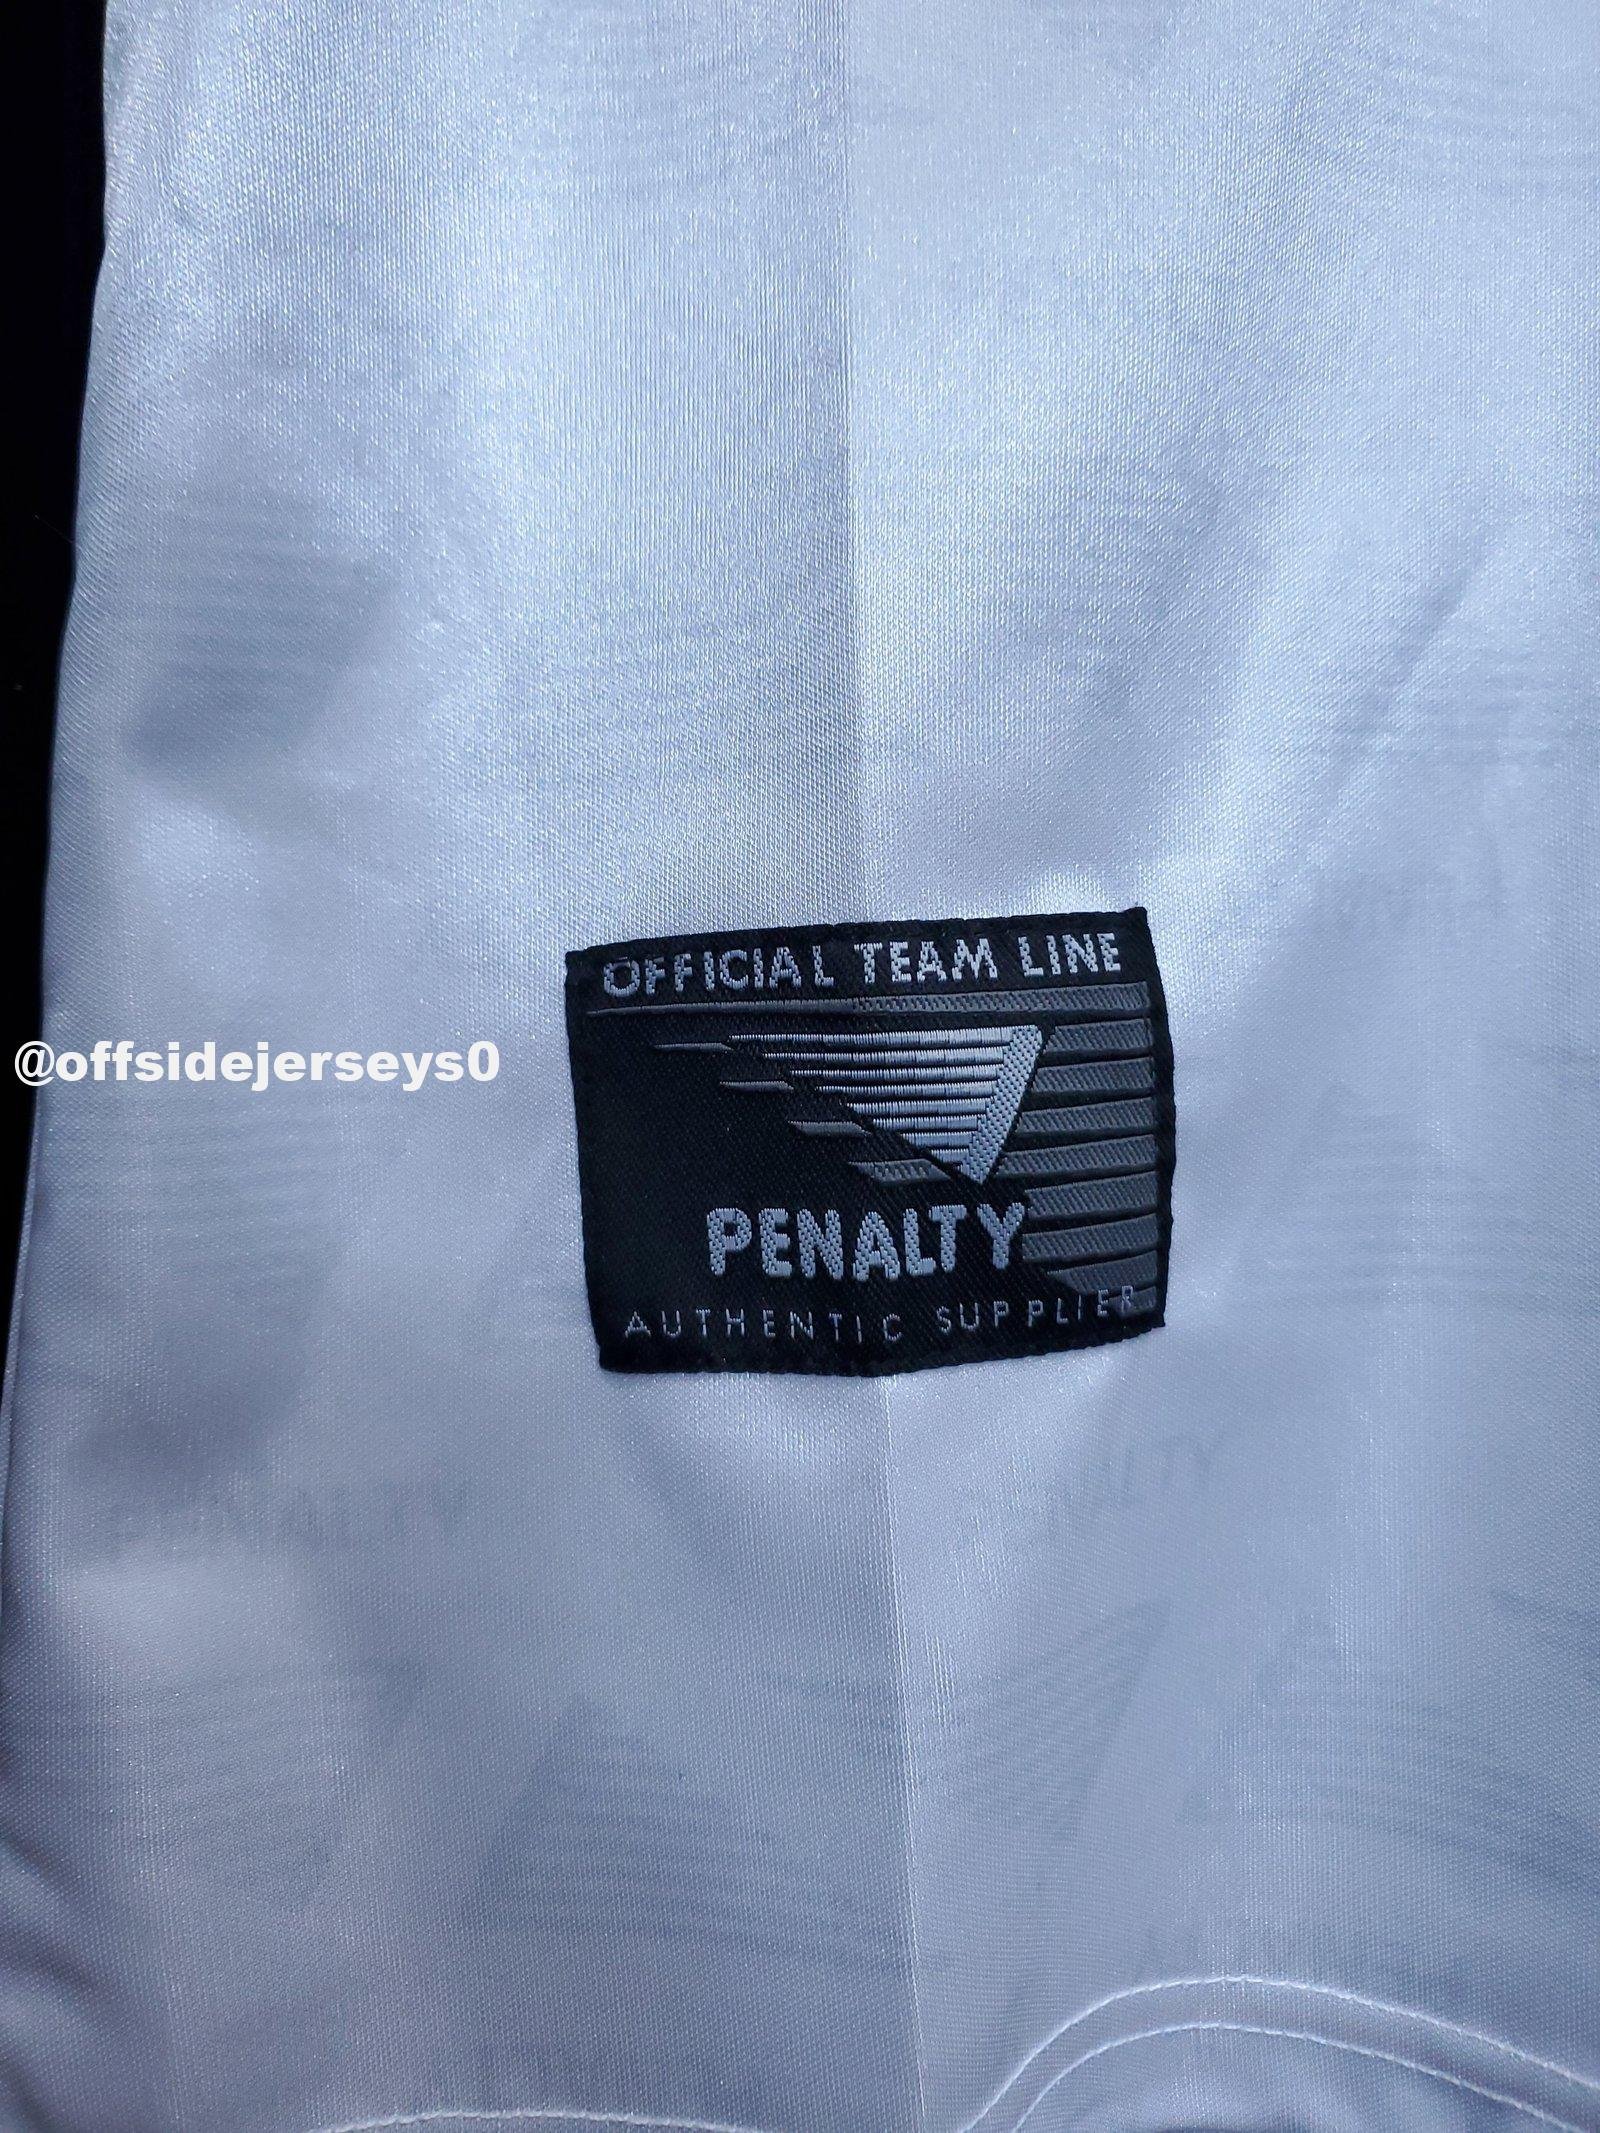 OFFICIAL TEAM LINE
@offsidejerseys0
PENALTY
AUTHENTIC SUPPLIER